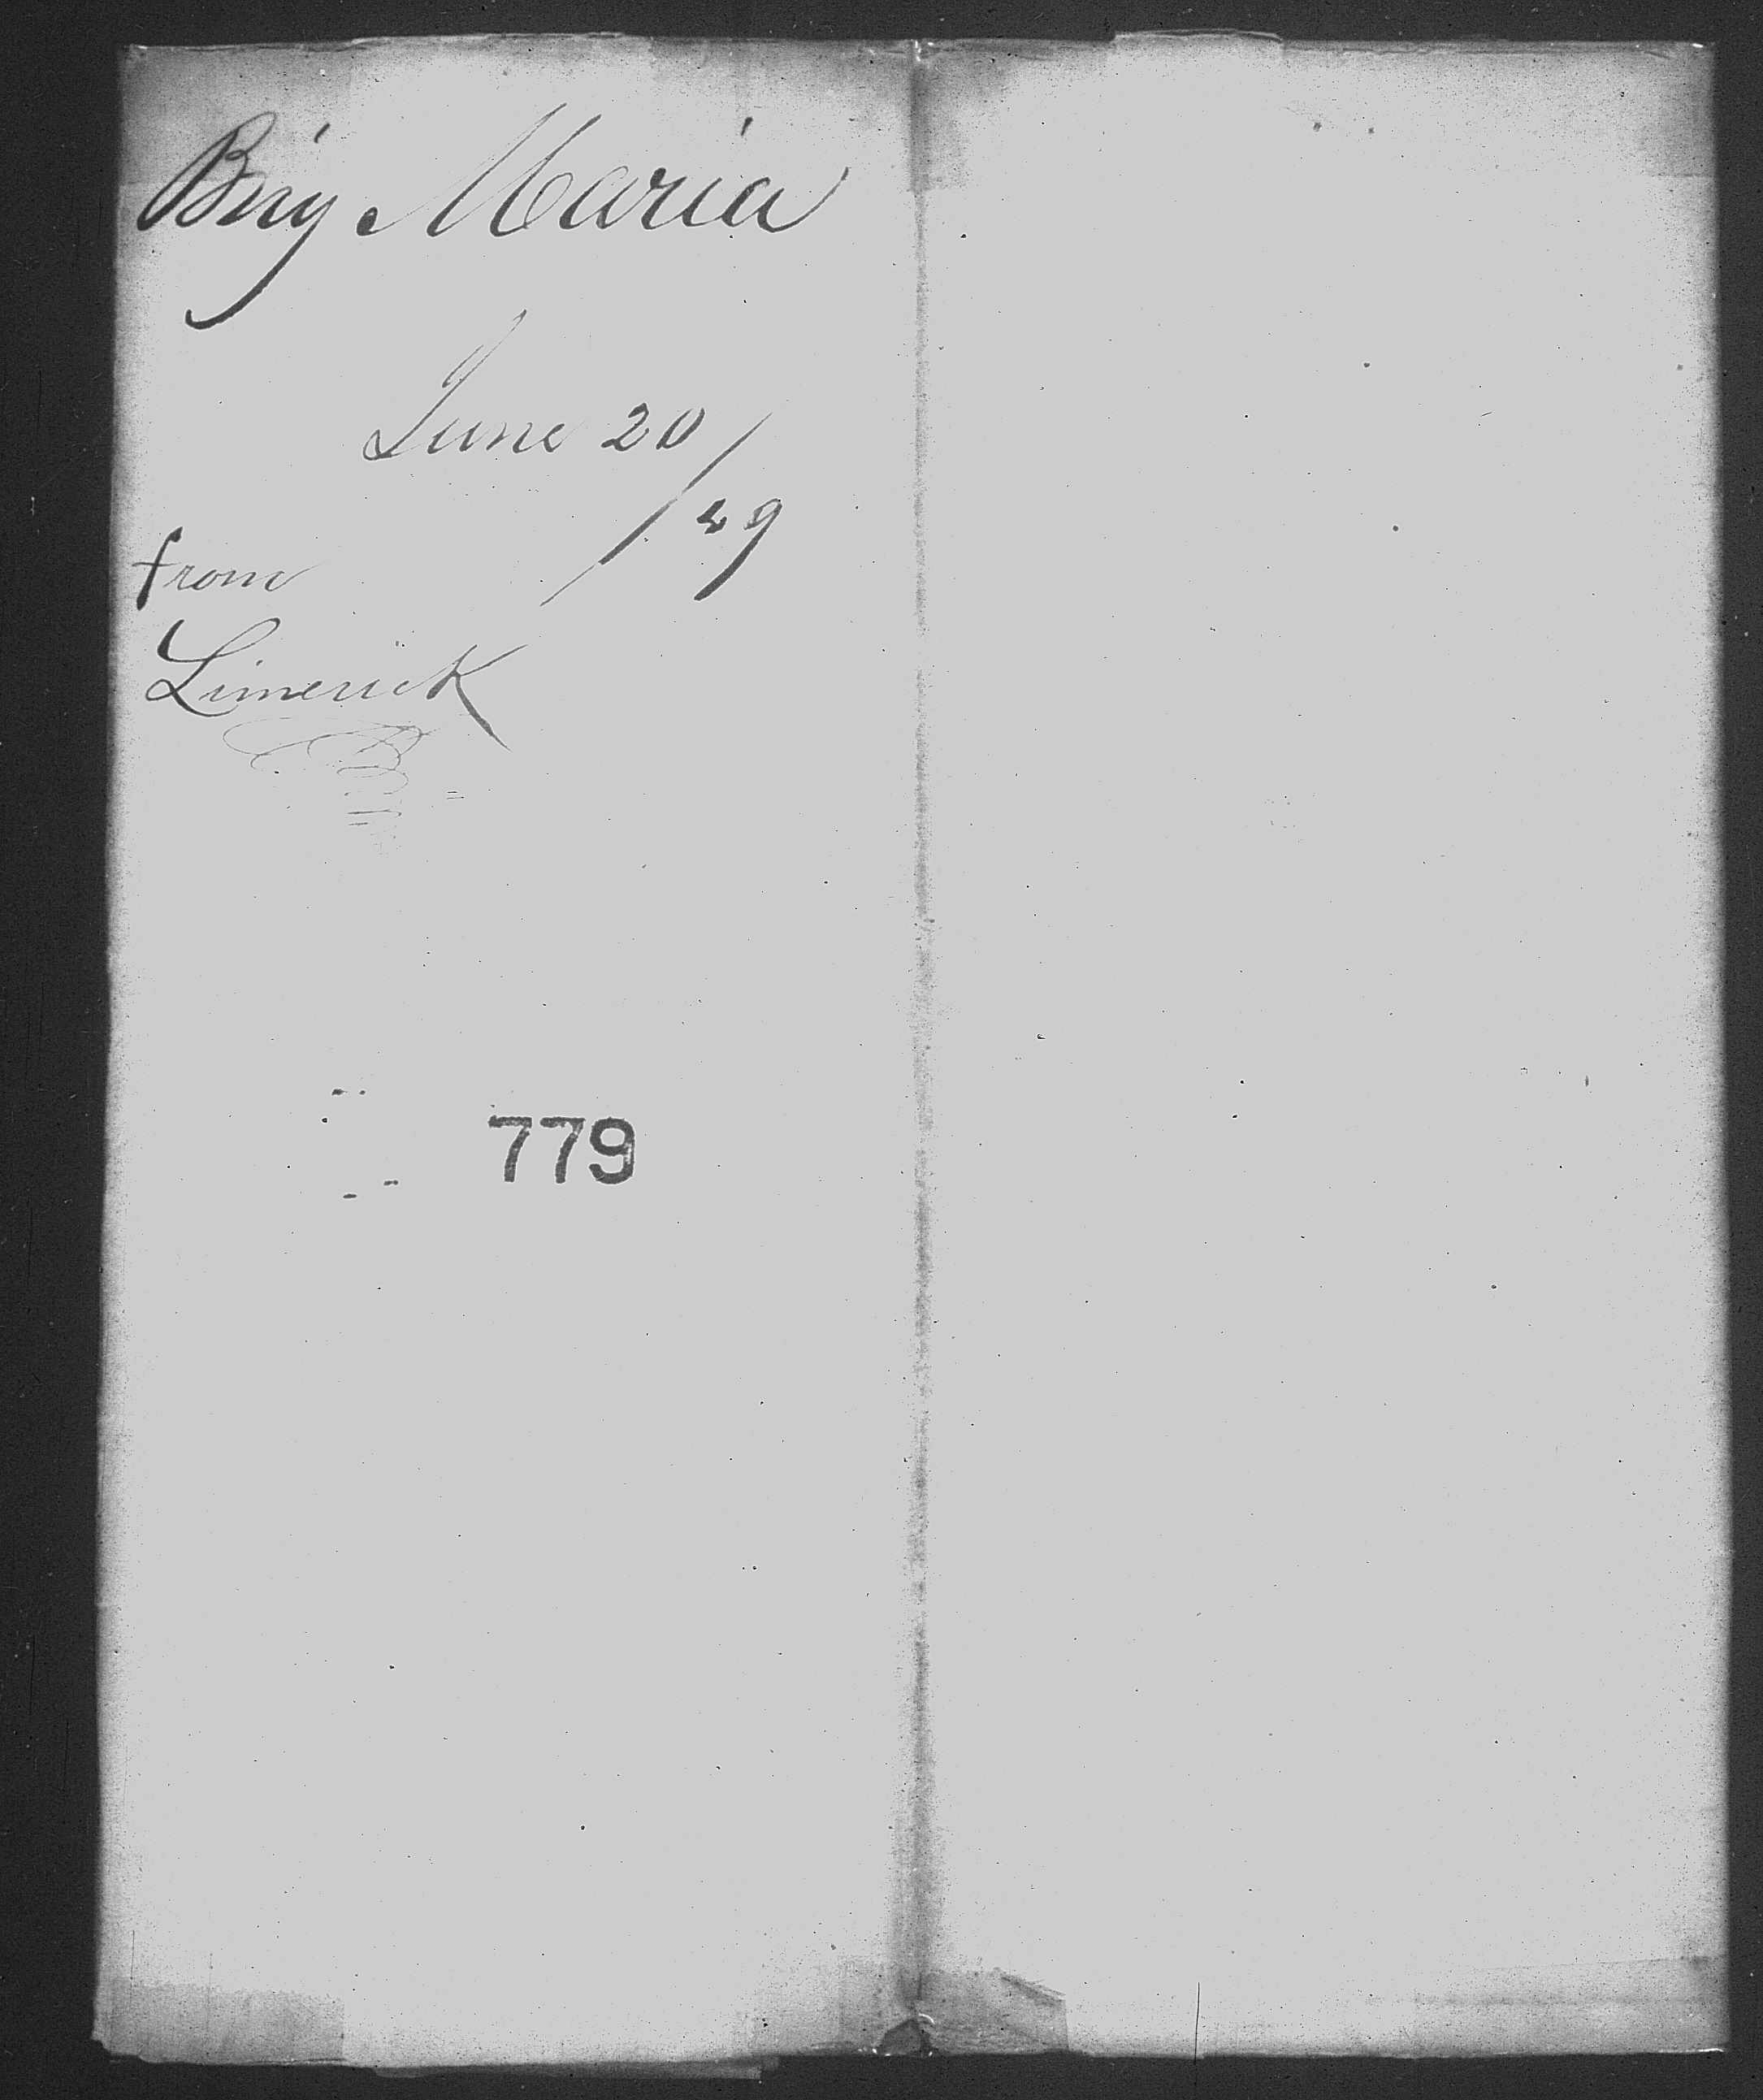 Brig Maria
June 20/
/49
from
Limerick
779